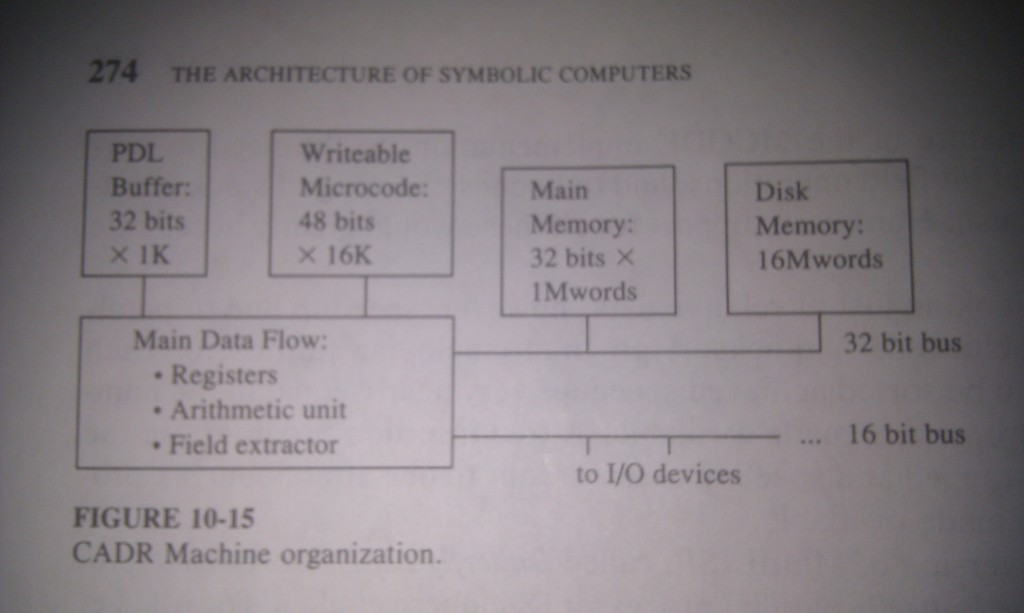 274 THE ARCHITECTURE OF SYMBOLIC COMPUTERS
PDL
Buffer:
32 bits
× 1K
Writeable
Microcode:
48 bits
× 16K
Main
Memory:
32 bits ×
1Mwords
Disk
Memory:
16Mwords
Main Data Flow:
• Registers
• Arithmetic unit
• Field extractor
32 bit bus
... 16 bit bus
to I/O devices
FIGURE 10-15
CADR Machine organization.